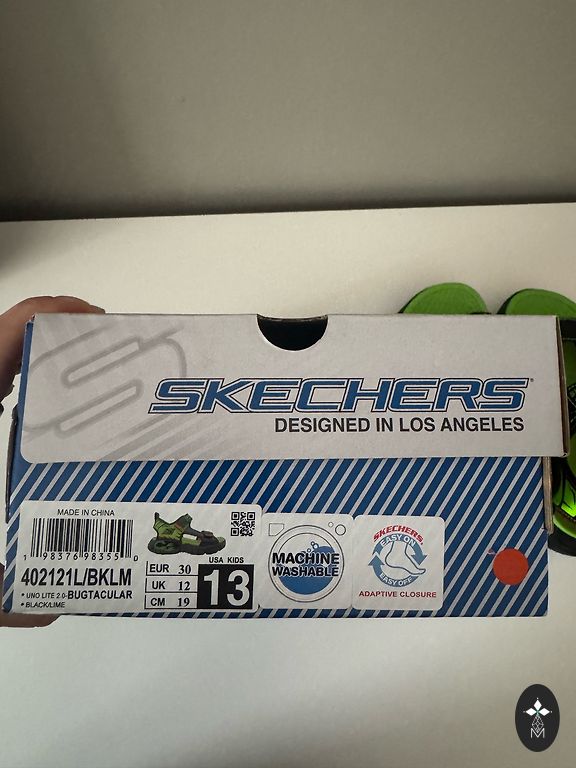 SKECHERS
DESIGNED IN LOS ANGELES
MADE IN CHINA
1 98376 98355 0
402121L/BKLM
* UNO LITE 2.0-BUGTACULAR
* BLACK/LIME
USA KIDS
EUR 30
UK 12
CM 19
13
MACHINE
WASHABLE
SKECHERS
EASY ON
EASY OFF
ADAPTIVE CLOSURE
M